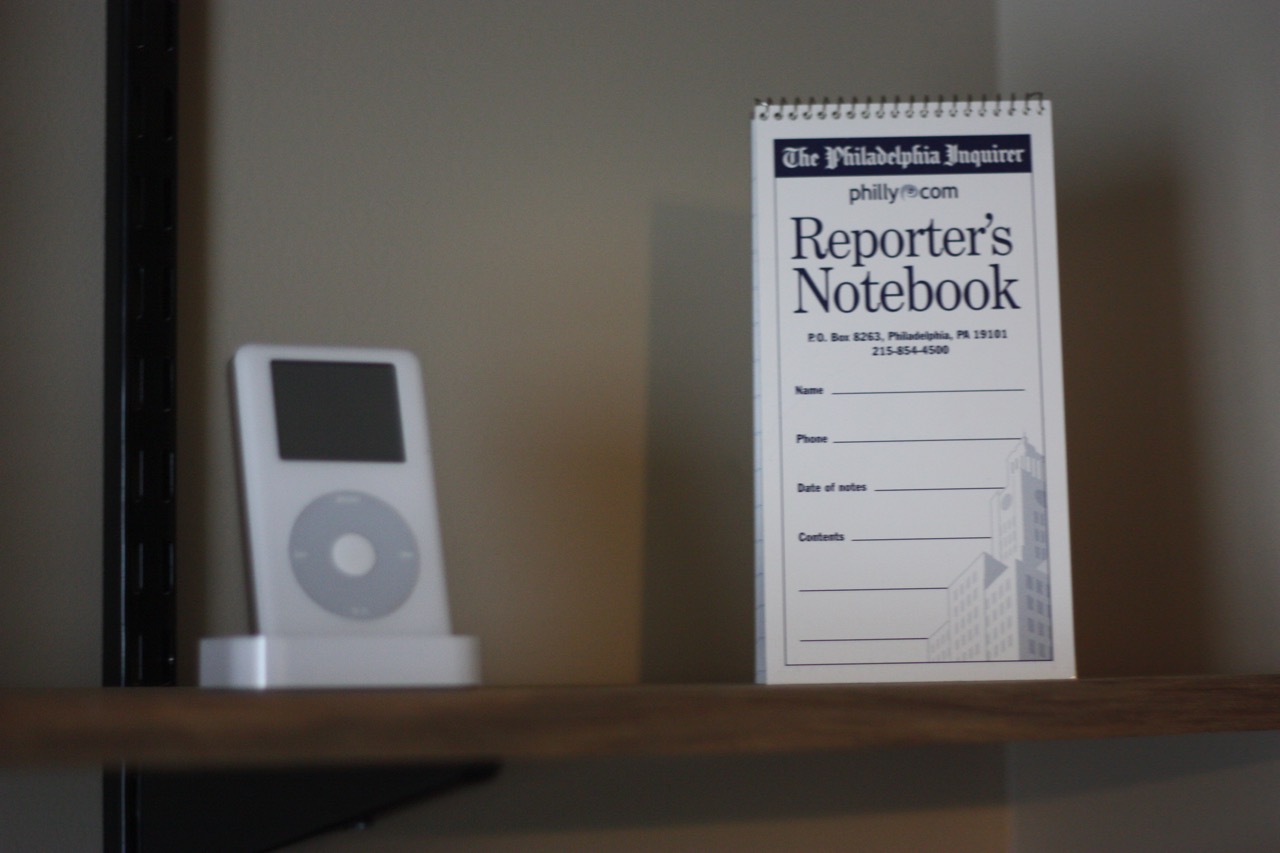 The Philadelphia Inquirer
philly com
Reporter's
Notebook
P.O. Box 8263, Philadelphia, PA 19101
215-854-4500
Name
Phone
Date of notes
Contents